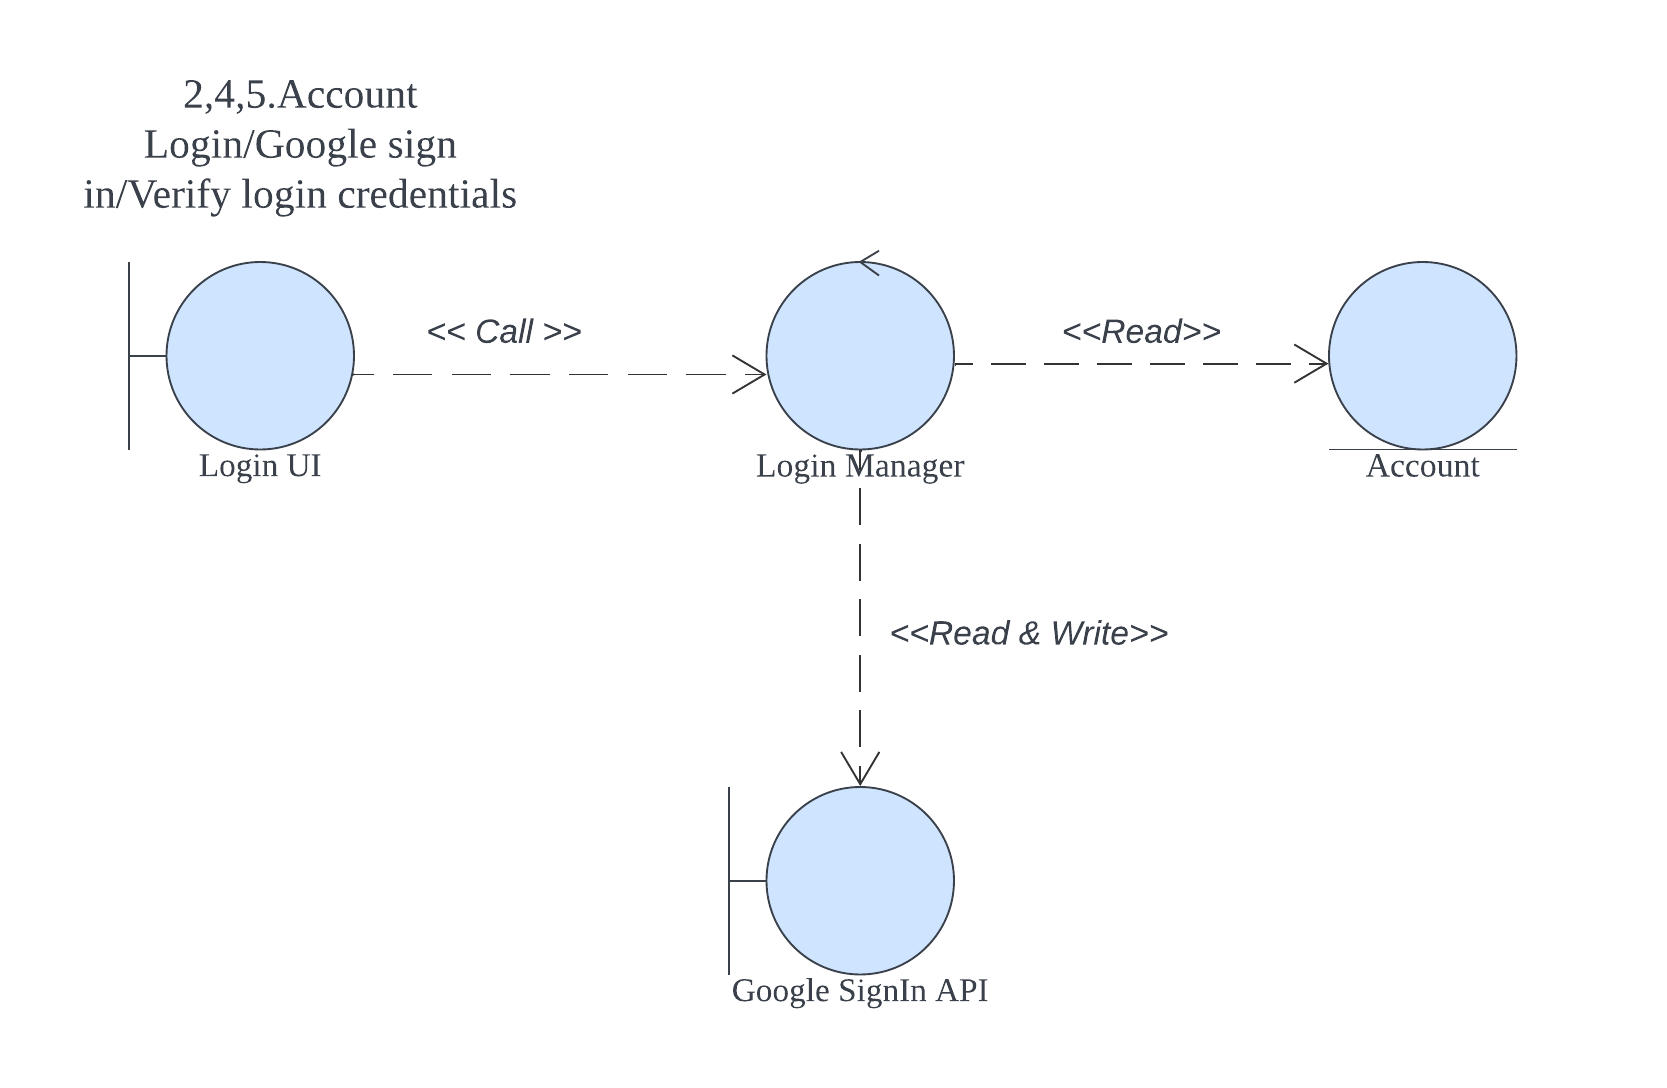 2,4,5.Account
Login/Google sign
in/Verify login credentials
<< Call >>
<<Read>>
Login UI
Login Manager
Account
<<Read & Write>>
Google SignIn API